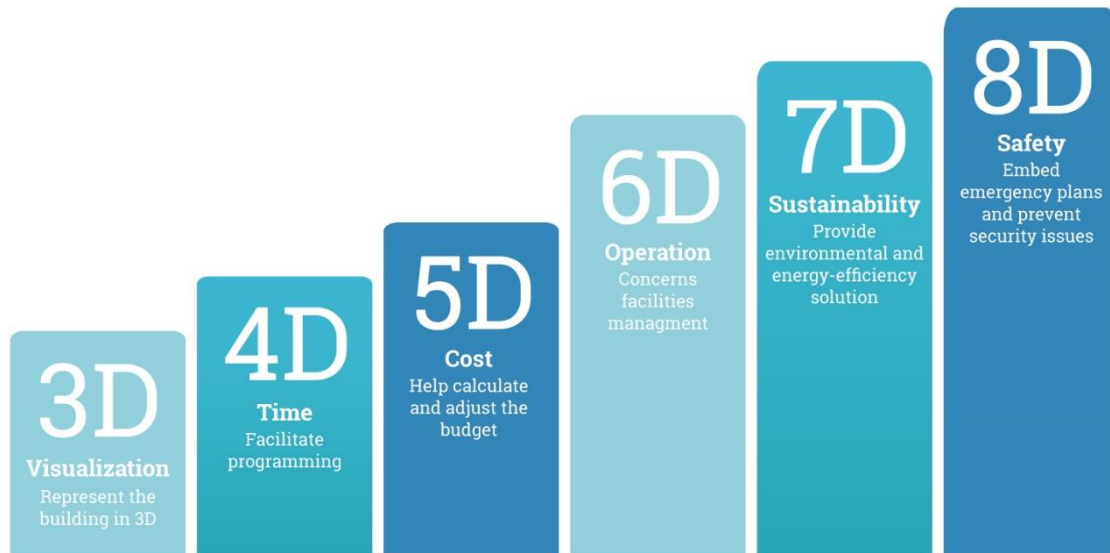 3D
Visualization
Represent the
building in 3D
4D
Time
Facilitate
programming
5D
Cost
Help calculate
and adjust the
budget
6D
Operation
Concerns
facilities
managment
7D
Sustainability
Provide
environmental and
energy-efficiency
solution
8D
Safety
Embed
emergency plans
and prevent
security issues